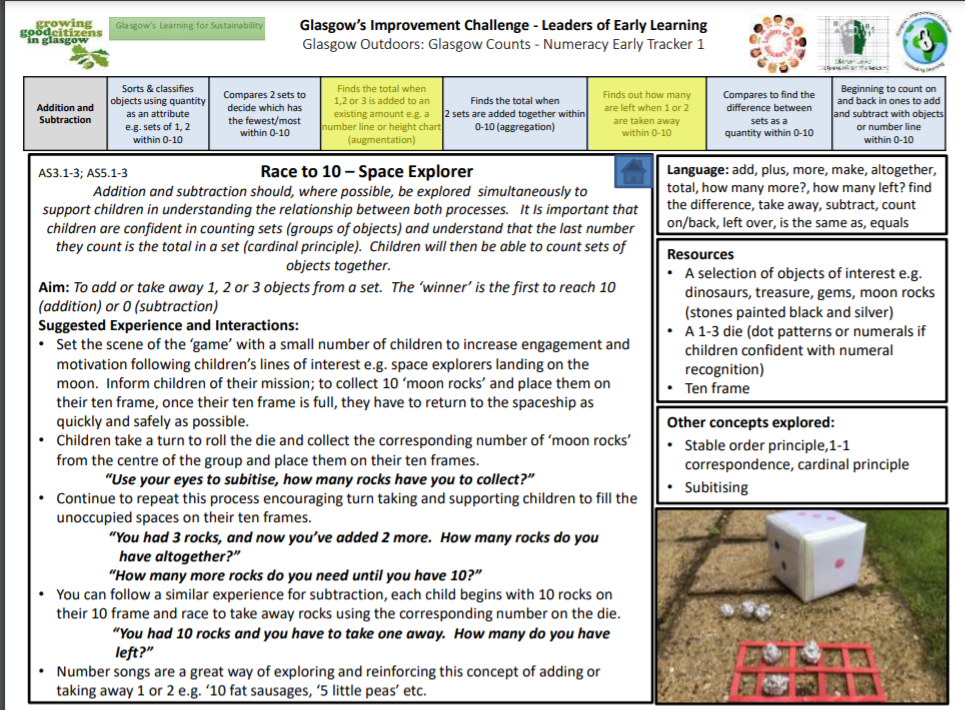 growing
goodcitizens
in glasgow
Glasgow's Learning for Sustainability
Glasgow's Improvement Challenge - Leaders of Early Learning
Glasgow Outdoors: Glasgow Counts - Numeracy Early Tracker 1
Addition and
Subtraction
Sorts & classifies
objects using quantity
as an attribute
e.g. sets of 1, 2
within 0-10
Compares 2 sets to
decide which has
the fewest/most
within 0-10
Finds the total when
1,2 or 3 is added to an
existing amount e.g. a
number line or height chart
(augmentation)
Finds the total when
2 sets are added together within
0-10 (aggregation)
Finds out how many
are left when 1 or 2
are taken away
within 0-10
Compares to find the
difference between
sets as a
quantity within 0-10
Beginning to count on
and back in ones to add
and subtract with objects
or number line
within 0-10
AS3.1-3; AS5.1-3
Race to 10 – Space Explorer
Addition and subtraction should, where possible, be explored simultaneously to
support children in understanding the relationship between both processes. It Is important that
children are confident in counting sets (groups of objects) and understand that the last number
they count is the total in a set (cardinal principle). Children will then be able to count sets of
objects together.
Aim: To add or take away 1, 2 or 3 objects from a set. The 'winner' is the first to reach 10
(addition) or 0 (subtraction)
Suggested Experience and Interactions:
• Set the scene of the 'game' with a small number of children to increase engagement and
motivation following children's lines of interest e.g. space explorers landing on the
moon. Inform children of their mission; to collect 10 'moon rocks' and place them on
their ten frame, once their ten frame is full, they have to return to the spaceship as
quickly and safely as possible.
• Children take a turn to roll the die and collect the corresponding number of 'moon rocks'
from the centre of the group and place them on their ten frames.
"Use your eyes to subitise, how many rocks have you to collect?"
• Continue to repeat this process encouraging turn taking and supporting children to fill the
unoccupied spaces on their ten frames.
"You had 3 rocks, and now you've added 2 more. How many rocks do you
have altogether?"
"How many more rocks do you need until you have 10?"
• You can follow a similar experience for subtraction, each child begins with 10 rocks on
their 10 frame and race to take away rocks using the corresponding number on the die.
"You had 10 rocks and you have to take one away. How many do you have
left?"
• Number songs are a great way of exploring and reinforcing this concept of adding or
taking away 1 or 2 e.g. '10 fat sausages, '5 little peas' etc.
Language: add, plus, more, make, altogether,
total, how many more?, how many left? find
the difference, take away, subtract, count
on/back, left over, is the same as, equals
Resources
• A selection of objects of interest e.g.
dinosaurs, treasure, gems, moon rocks
(stones painted black and silver)
• A 1-3 die (dot patterns or numerals if
children confident with numeral
recognition)
• Ten frame
Other concepts explored:
• Stable order principle,1-1
correspondence, cardinal principle
• Subitising